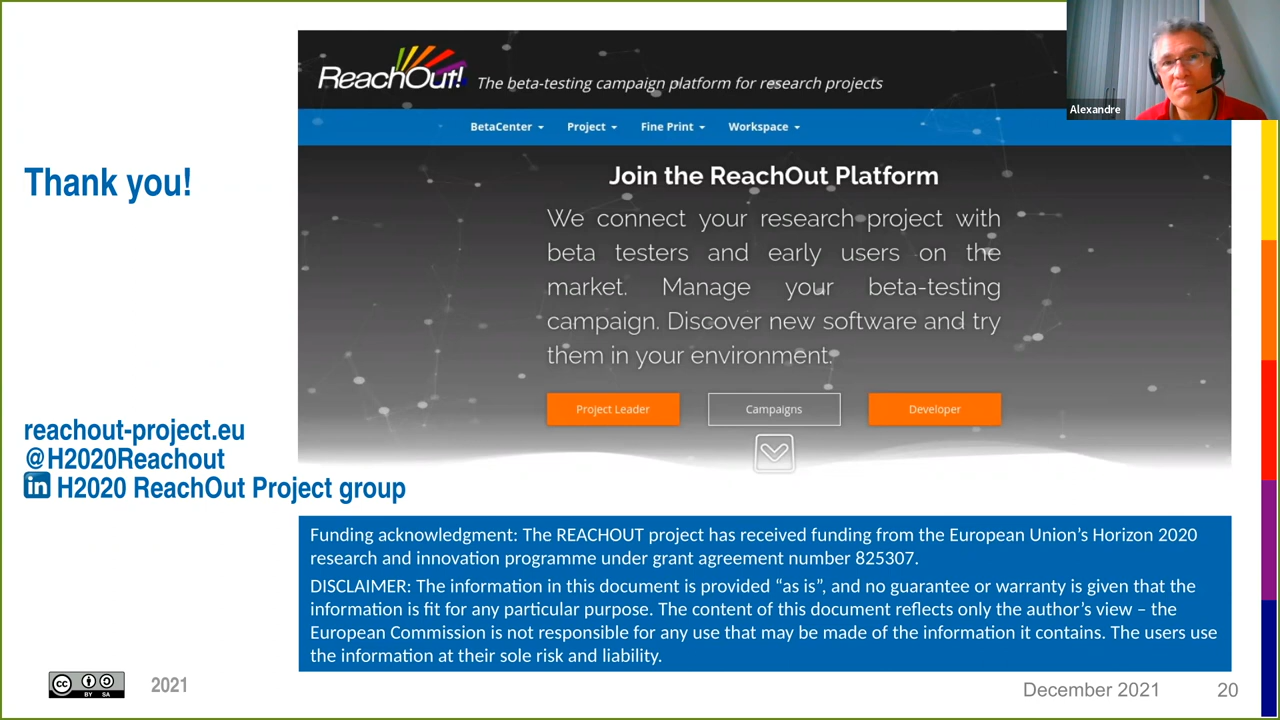 ReachOut!
The beta-testing campaign platform for research projects
Alexandre
BetaCenter Project Fine Print Workspace
Thank you!
Join the ReachOut Platform
We connect your research project with
beta testers and early users on the
market. Manage your beta-testing
campaign. Discover new software and try
them in your environment.
Project Leader Campaigns Developer
reachout-project.eu
@H2020Reachout
in H2020 ReachOut Project group
Funding acknowledgment: The REACHOUT project has received funding from the European Union’s Horizon 2020
research and innovation programme under grant agreement number 825307.
DISCLAIMER: The information in this document is provided “as is”, and no guarantee or warranty is given that the
information is fit for any particular purpose. The content of this document reflects only the author’s view – the
European Commission is not responsible for any use that may be made of the information it contains. The users use
the information at their sole risk and liability.
cc BY SA
2021
December 2021 20